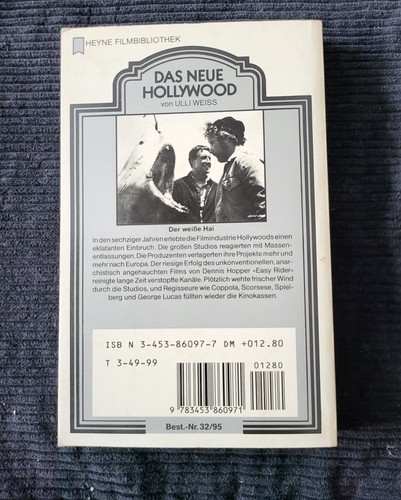 HEYNE FILMBIBLIOTHEK
DAS NEUE
HOLLYWOOD
von ULLI WEISS
Der weiße Hai
In den sechziger Jahren erlebte die Filmindustrie Hollywoods einen
eklatanten Einbruch. Die großen Studios reagierten mit Massen-
entlassungen. Die Produzenten verlagerten ihre Projekte mehr und
mehr nach Europa. Der riesige Erfolg des unkonventionellen, anar-
chistisch angehauchten Films von Dennis Hopper »Easy Rider«
reinigte lange Zeit verstopfte Kanäle. Plötzlich wehte frischer Wind
durch die Studios, und Regisseure wie Coppola, Scorsese, Spiel-
berg und George Lucas füllten wieder die Kinokassen.
ISBN 3-453-86097-7 DM +012.80
T 3-49-99
01280
9 783453 860971
Best.-Nr. 32/95